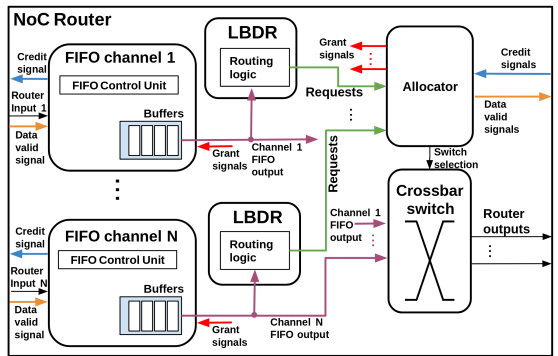 NoC Router
FIFO channel 1
FIFO Control Unit
Buffers
Credit
signal
Router
Input 1
Data
valid
signal
LBDR
Routing
logic
Grant
signals
Channel 1
FIFO
output
Requests
...
Grant
signals
...
Allocator
Credit
signals
Data
valid
signals
Switch
selection
...
FIFO channel N
FIFO Control Unit
Buffers
Credit
signal
Router
Input N
Data
valid
signal
LBDR
Routing
logic
Grant
signals
Channel N
FIFO output
Requests
Channel 1
FIFO
output
...
Crossbar
switch
Router
outputs
...